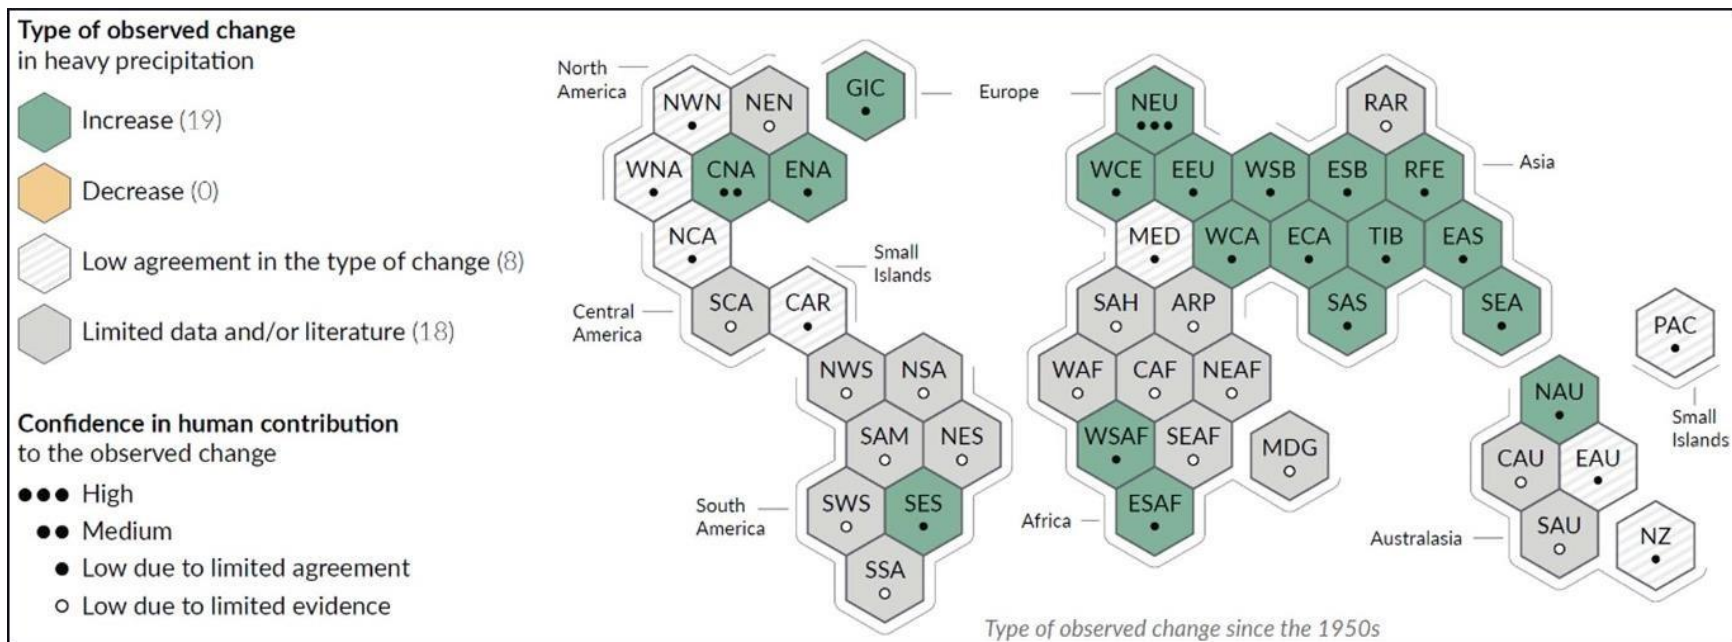 Type of observed change
in heavy precipitation
Increase (19)
Decrease (0)
Low agreement in the type of change (8)
Limited data and/or literature (18)
Confidence in human contribution
to the observed change
●●● High
●● Medium
● Low due to limited agreement
○ Low due to limited evidence
North
America
NWN
NEN
GIC
WNA
CNA
ENA
NCA
Small
Islands
SCA
CAR
Central
America
NWS
NSA
SAM
NES
South
America
SWS
SES
SSA
Europe
NEU
RAR
WCE
EEU
WSB
ESB
RFE
Asia
MED
WCA
ECA
TIB
EAS
SAH
ARP
SAS
SEA
WAF
CAF
NEAF
WSAF
SEAF
MDG
Africa
ESAF
PAC
Small
Islands
NAU
CAU
EAU
Australasia
SAU
NZ
Type of observed change since the 1950s